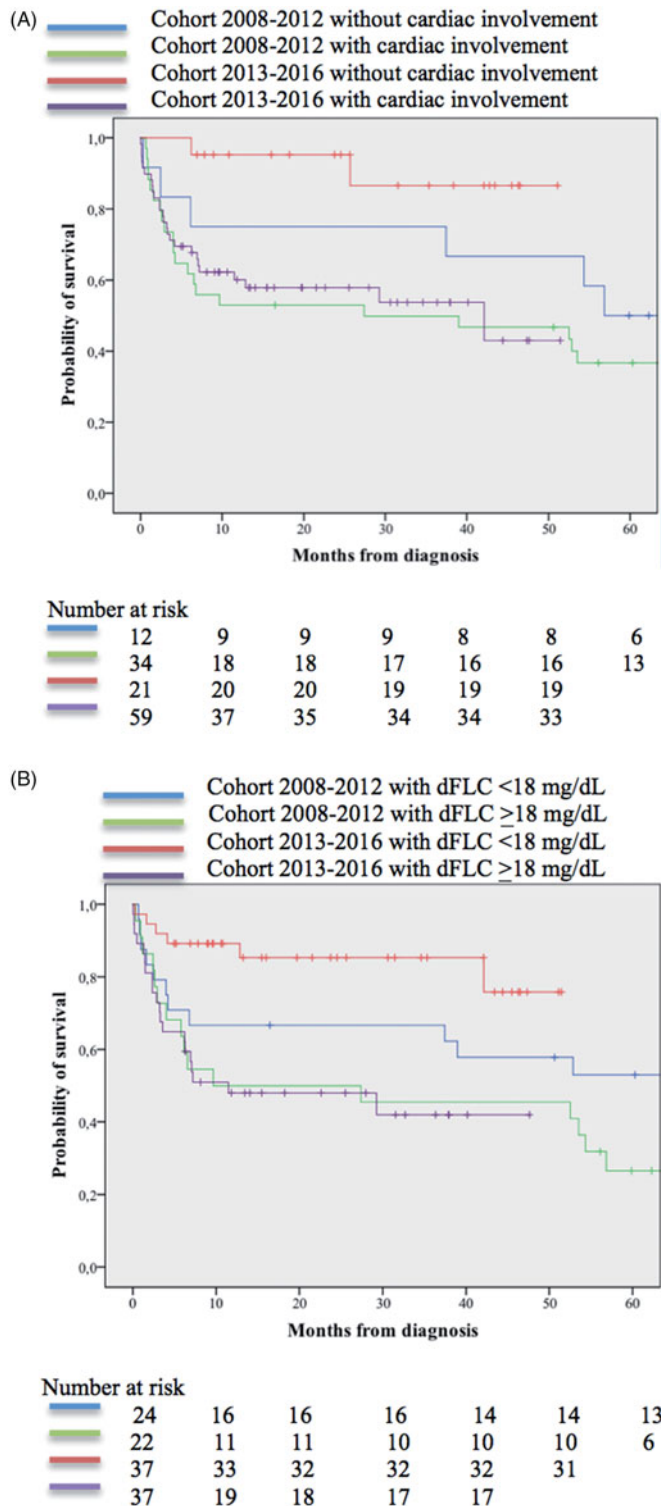 (A)
Cohort 2008-2012 without cardiac involvement
Cohort 2008-2012 with cardiac involvement
Cohort 2013-2016 without cardiac involvement
Cohort 2013-2016 with cardiac involvement
1,0
0,8
0,6
0,4
0,2
0,0
Probability of survival
0 10 20 30 40 50 60
Months from diagnosis
Number at risk
12 9 9 9 8 8 6
34 18 18 17 16 16 13
21 20 20 19 19 19
59 37 35 34 34 33
(B)
Cohort 2008-2012 with dFLC <18 mg/dL
Cohort 2008-2012 with dFLC ≥18 mg/dL
Cohort 2013-2016 with dFLC <18 mg/dL
Cohort 2013-2016 with dFLC ≥18 mg/dL
1,0
0,8
0,6
0,4
0,2
0,0
Probability of survival
0 10 20 30 40 50 60
Months from diagnosis
Number at risk
24 16 16 16 14 14 13
22 11 11 10 10 10 6
37 33 32 32 32 31
37 19 18 17 17